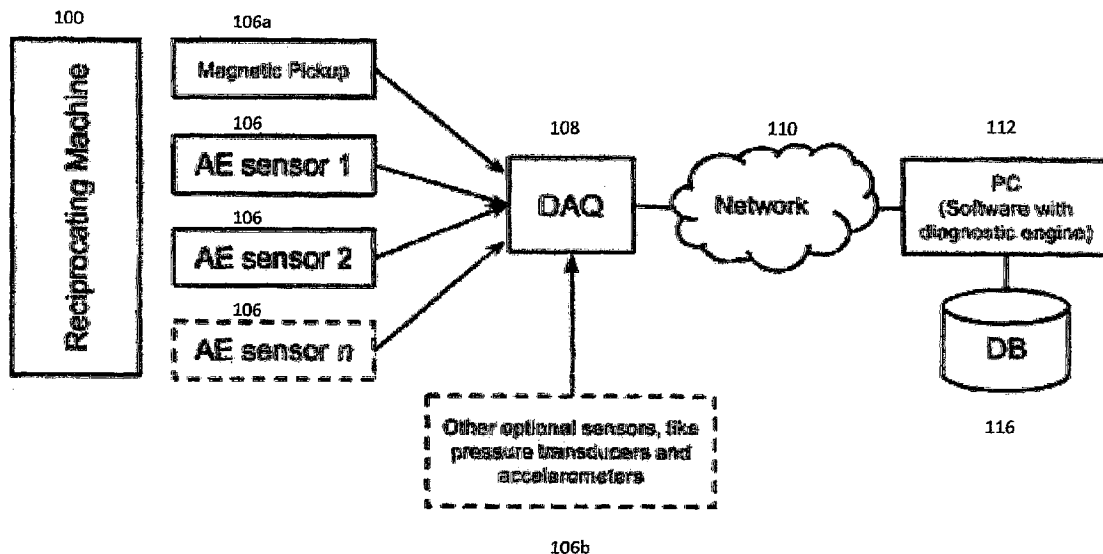 100
Reciprocating Machine
106a
Magnetic Pickup
106
AE sensor 1
106
AE sensor 2
106
AE sensor n
108
DAQ
110
Network
112
PC
(Software with
diagnostic engine)
DB
116
Other optional sensors, like
pressure transducers and
accelarometers
106b